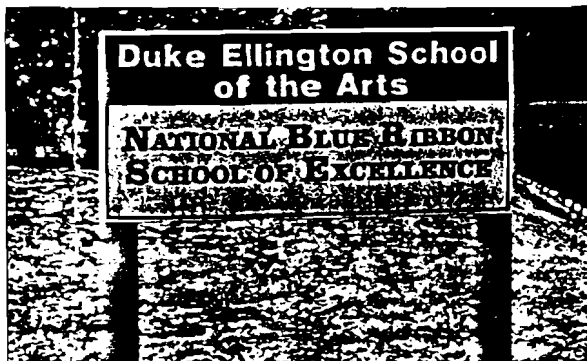 Duke Ellington School
of the Arts
NATIONAL BLUE RIBBON
SCHOOL OF EXCELLENCE